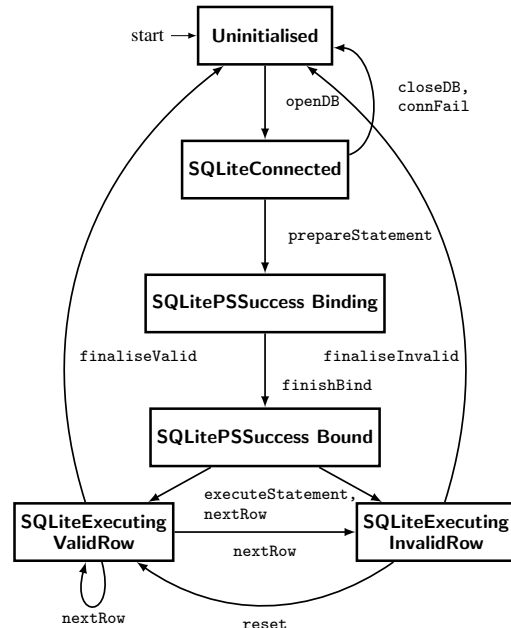 start
Uninitialised
openDB
closeDB,
connFail
SQLiteConnected
prepareStatement
SQLitePSSuccess Binding
finaliseValid
finaliseInvalid
finishBind
SQLitePSSuccess Bound
executeStatement,
nextRow
SQLiteExecuting
ValidRow
SQLiteExecuting
InvalidRow
nextRow
nextRow
reset